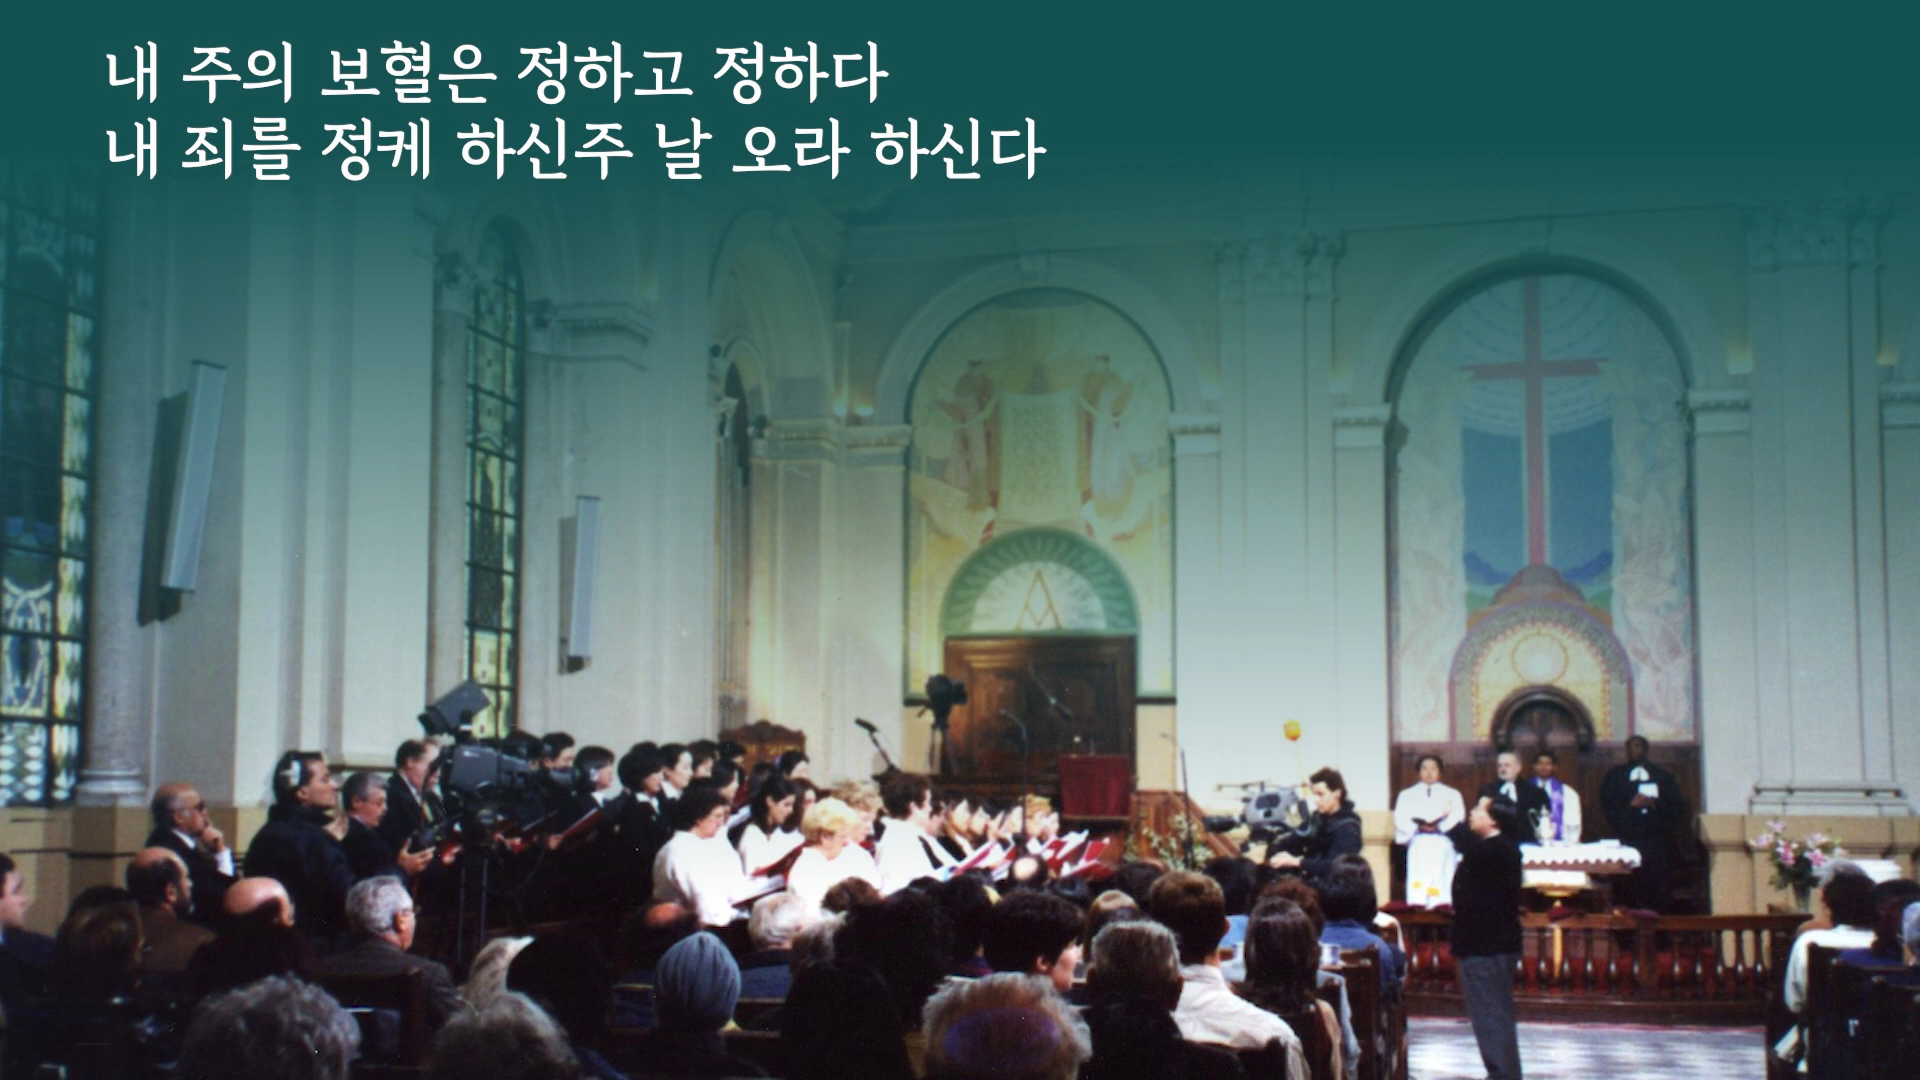 내 주의 보혈은 정하고 정하다
내 죄를 정케 하신주 날 오라 하신다